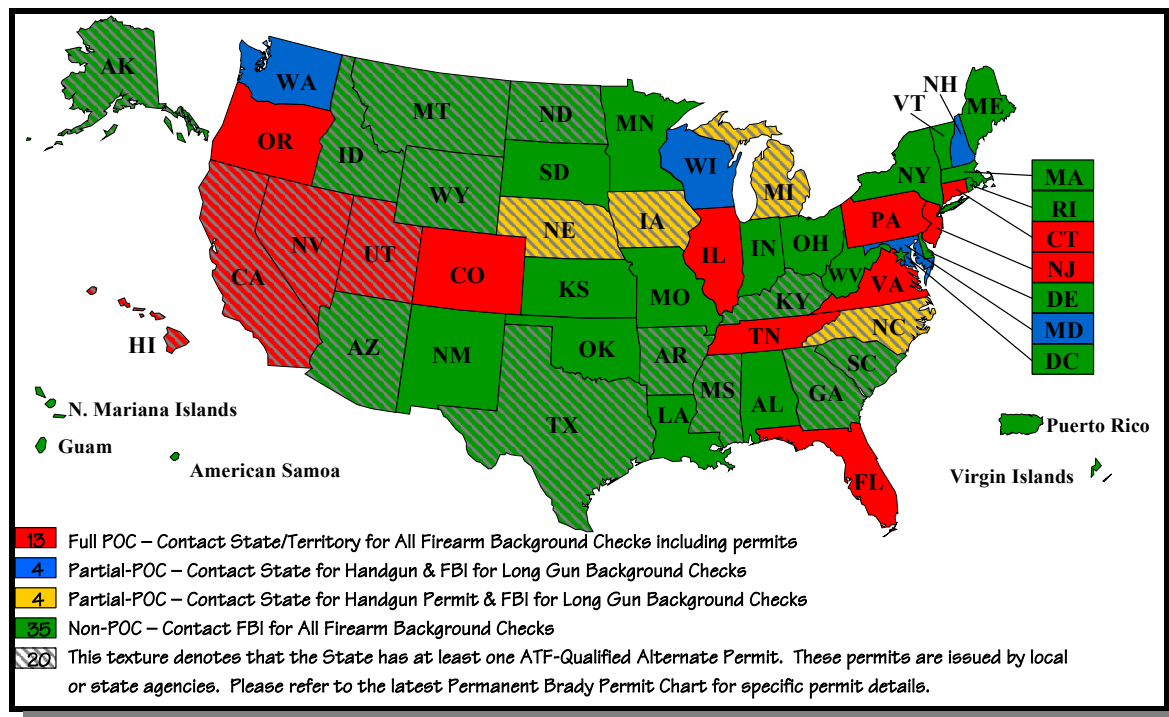 AK
WA
MT
ND
MN
VT
NH
ME
OR
ID
SD
WI
MI
NY
MA
WY
RI
NE
IA
PA
CT
NV
UT
CO
IL
IN
OH
NJ
CA
KS
MO
WV
VA
DE
KY
MD
HI
AZ
NM
OK
AR
TN
NC
DC
SC
MS
AL
GA
TX
LA
N. Mariana Islands
Puerto Rico
Guam
American Samoa
Virgin Islands
FL
13 Full POC – Contact State/Territory for All Firearm Background Checks including permits
4 Partial-POC – Contact State for Handgun & FBI for Long Gun Background Checks
4 Partial-POC – Contact State for Handgun Permit & FBI for Long Gun Background Checks
35 Non-POC – Contact FBI for All Firearm Background Checks
20 This texture denotes that the State has at least one ATF-Qualified Alternate Permit. These permits are issued by local
or state agencies. Please refer to the latest Permanent Brady Permit Chart for specific permit details.